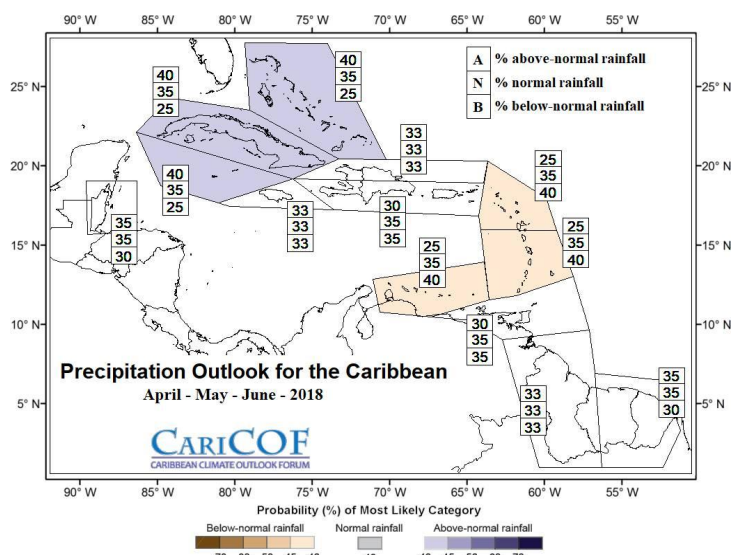 90° W 85° W 80° W 75° W 70° W 65° W 60° W 55° W
25° N
20° N
15° N
10° N
5° N
25° N
20° N
15° N
10° N
5° N
A % above-normal rainfall
N % normal rainfall
B % below-normal rainfall
40
35
25
40
35
25
40
35
25
33
33
33
25
35
40
35
35
30
33
33
33
30
35
35
25
35
40
25
35
40
30
35
35
33
33
33
35
35
30
Precipitation Outlook for the Caribbean
April - May - June - 2018
CARICOF
CARIBBEAN CLIMATE OUTLOOK FORUM
90° W 85° W 80° W 75° W 70° W 65° W 60° W 55° W
Probability (%) of Most Likely Category
Below-normal rainfall Normal rainfall Above-normal rainfall